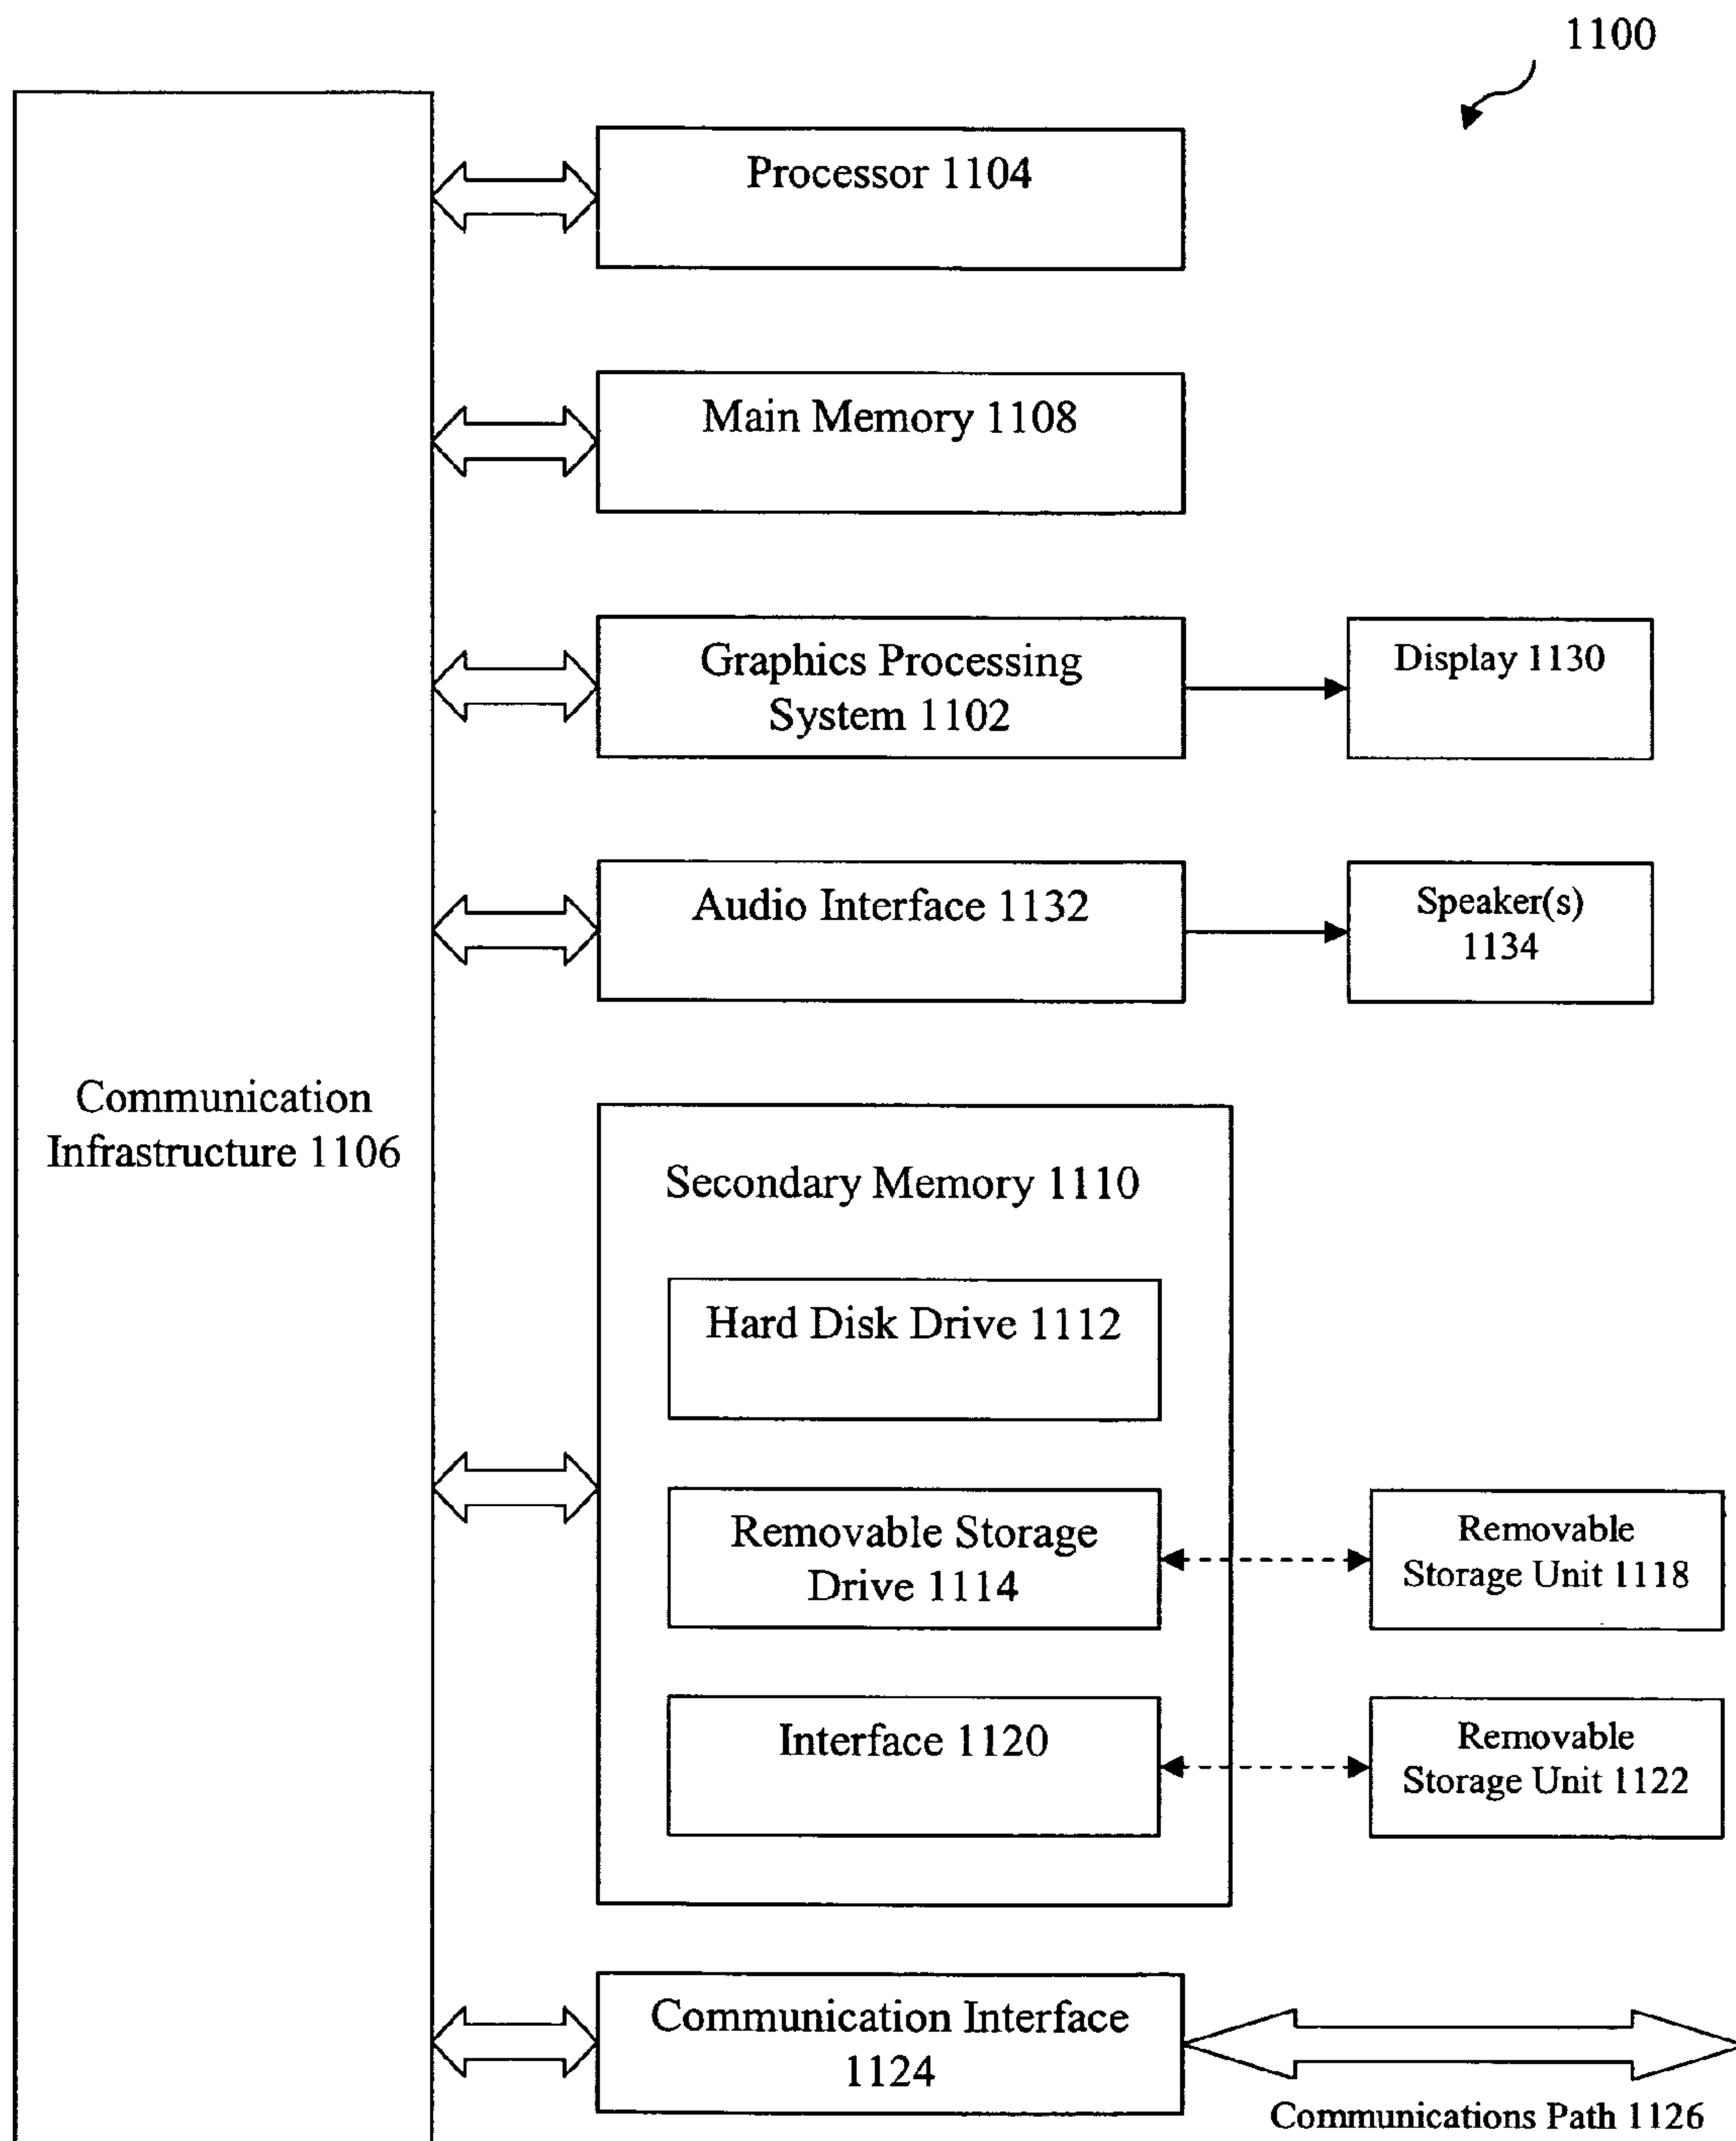 1100
Processor 1104
Main Memory 1108
Graphics Processing
System 1102
Display 1130
Audio Interface 1132
Speaker(s)
1134
Communication
Infrastructure 1106
Secondary Memory 1110
Hard Disk Drive 1112
Removable Storage
Drive 1114
Removable
Storage Unit 1118
Interface 1120
Removable
Storage Unit 1122
Communication Interface
1124
Communications Path 1126